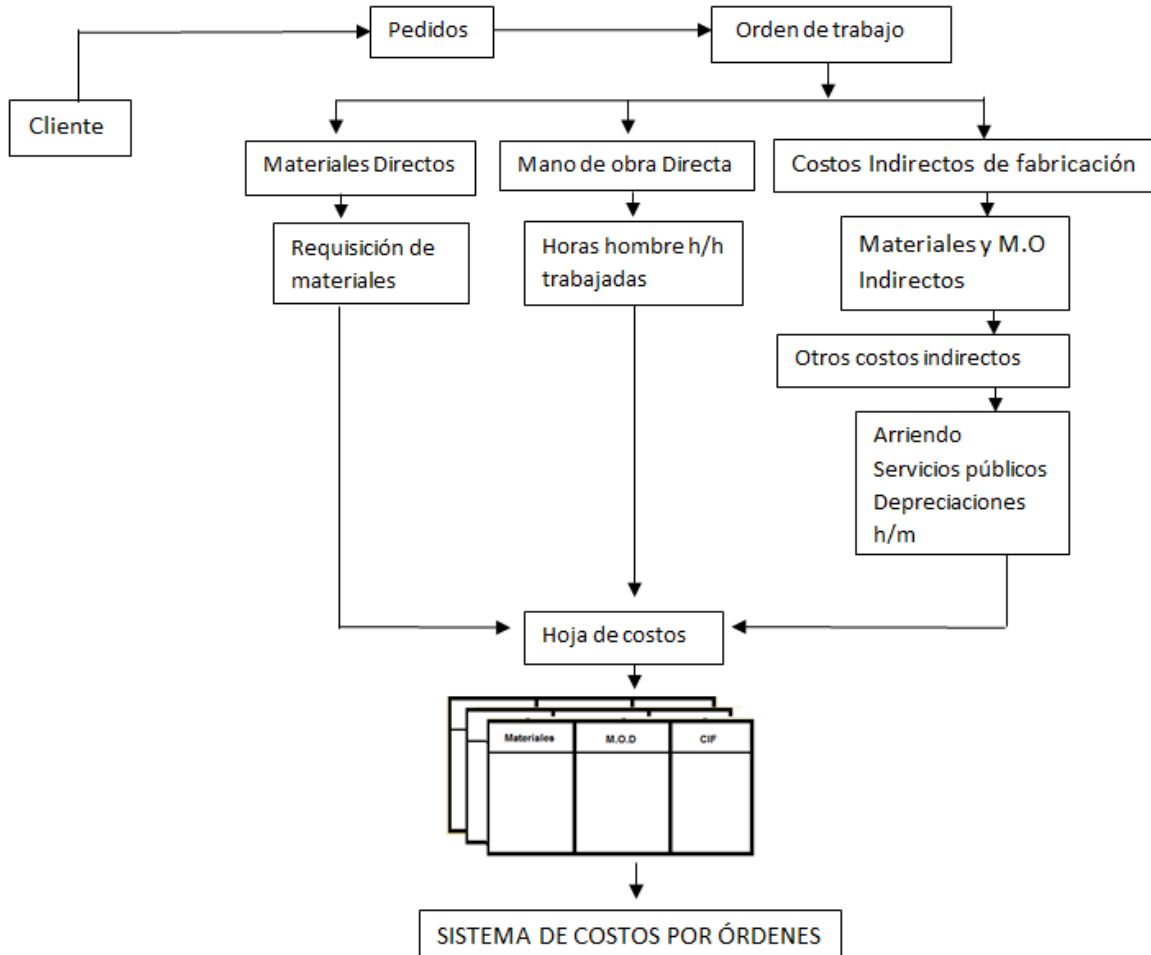 Pedidos
Orden de trabajo
Cliente
Materiales Directos
Mano de obra Directa
Costos Indirectos de fabricación
Requisición de
materiales
Horas hombre h/h
trabajadas
Materiales y M.O
Indirectos
Otros costos indirectos
Arriendo
Servicios públicos
Depreciaciones
h/m
Hoja de costos
Materiales
M.O.D
CIF
SISTEMA DE COSTOS POR ÓRDENES